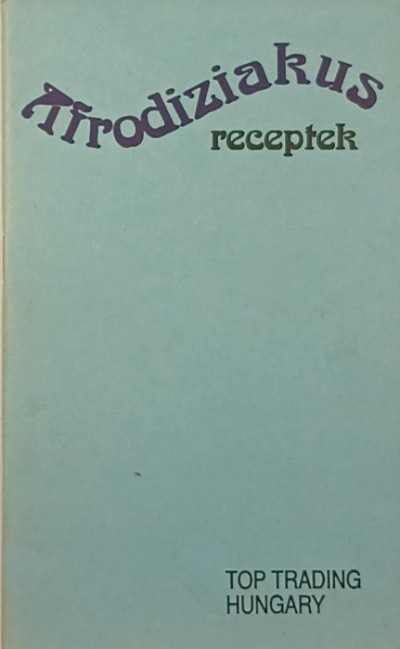 Afrodiziakus
receptek
TOP TRADING
HUNGARY